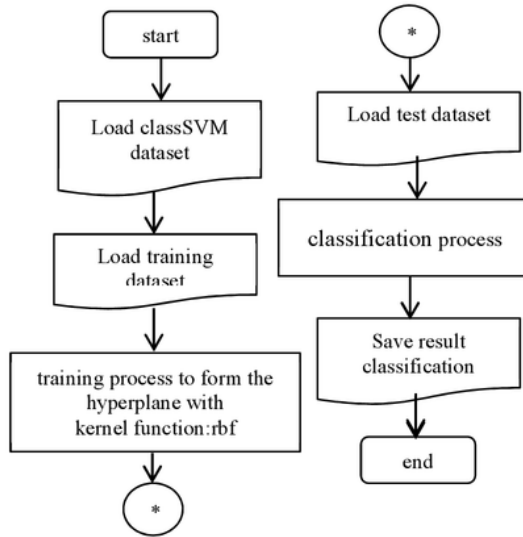 start
Load classSVM
dataset
Load training
dataset
training process to form the
hyperplane with
kernel function:rbf
*
*
Load test dataset
classification process
Save result
classification
end